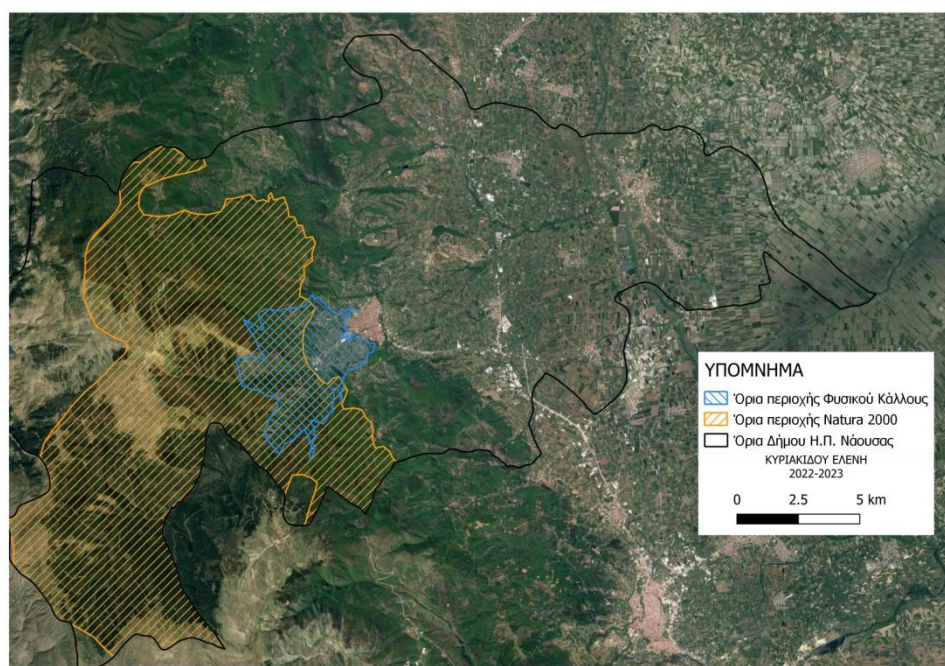 ΥΠΟΜΝΗΜΑ
Όρια περιοχής Φυσικού Κάλλους
Όρια περιοχής Natura 2000
Όρια Δήμου Η.Π. Νάουσας
ΚΥΡΙΑΚΙΔΟΥ ΕΛΕΝΗ
2022-2023
0 2.5 5 km